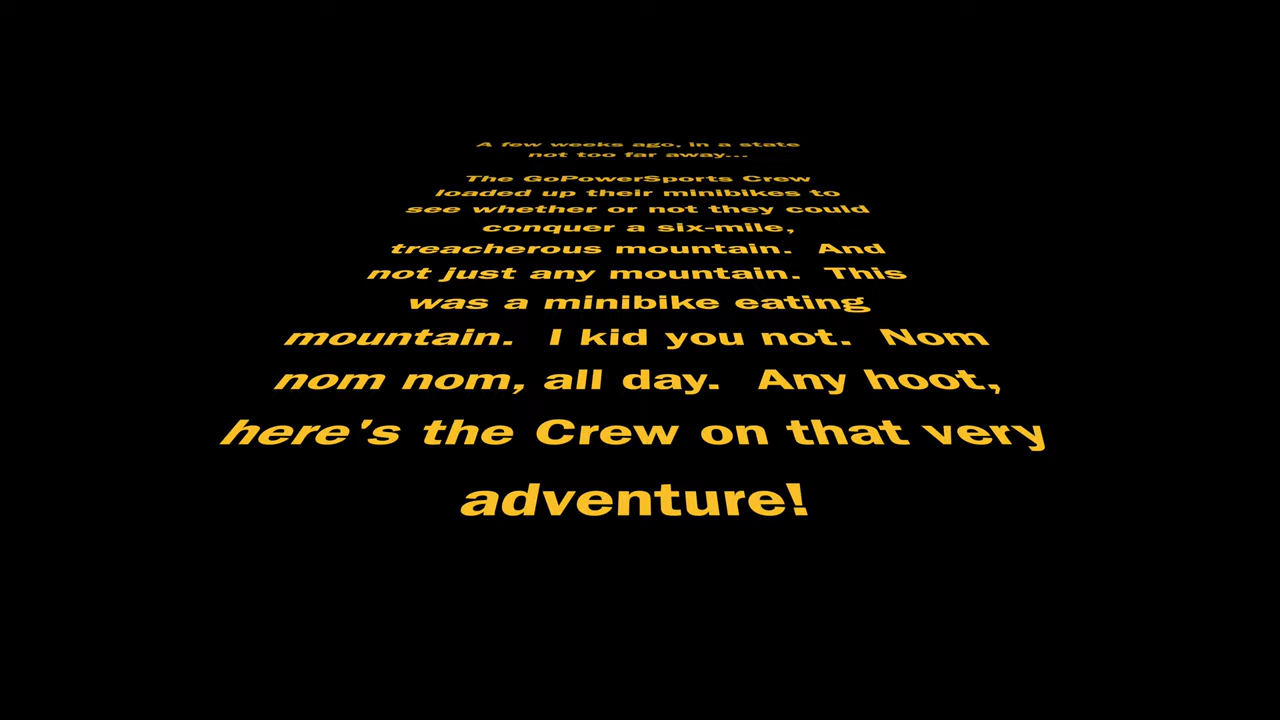 A few weeks ago, in a state
not too far away...
The GoPowerSports Crew
loaded up their minibikes to
see whether or not they could
conquer a six-mile,
treacherous mountain.  And
not just any mountain.  This
was a minibike eating
mountain.  I kid you not.  Nom
nom nom, all day.  Any hoot,
here's the Crew on that very
adventure!